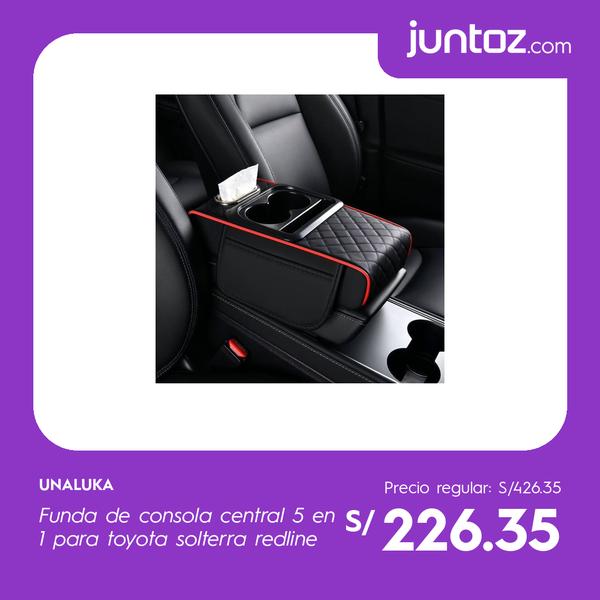 juntoz.com
UNALUKA
Funda de consola central 5 en
1 para toyota solterra redline
Precio regular: S/426.35
S/ 226.35